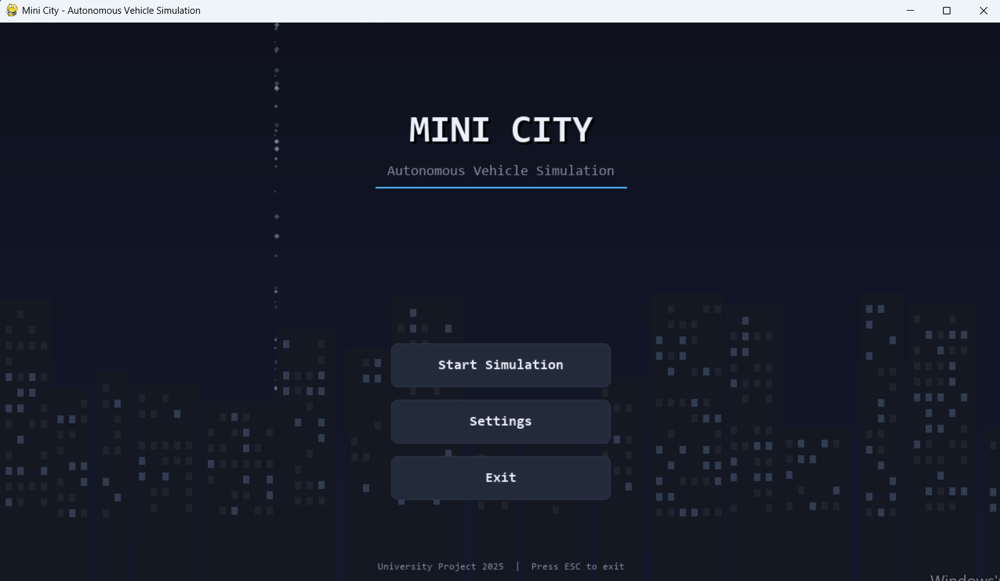 Mini City - Autonomous Vehicle Simulation
MINI CITY
Autonomous Vehicle Simulation
Start Simulation
Settings
Exit
University Project 2025 | Press ESC to exit